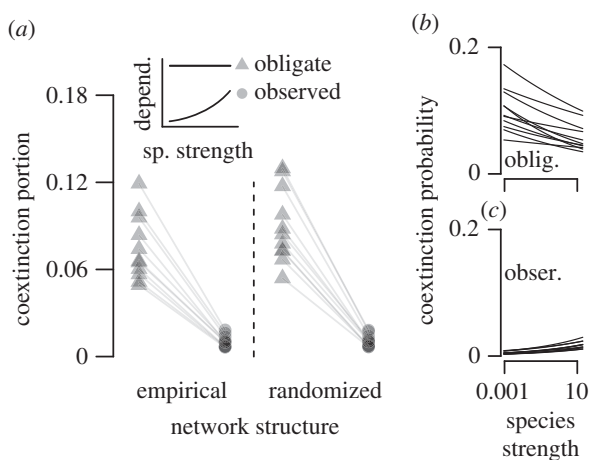 (a)
depend.
sp. strength
obligate
observed
coextinction portion
0.18
0.12
0.06
0
empirical
randomized
network structure
(b)
0.2
0
oblig.
coextinction probability
(c)
0.2
obser.
0
0.001
10
species
strength